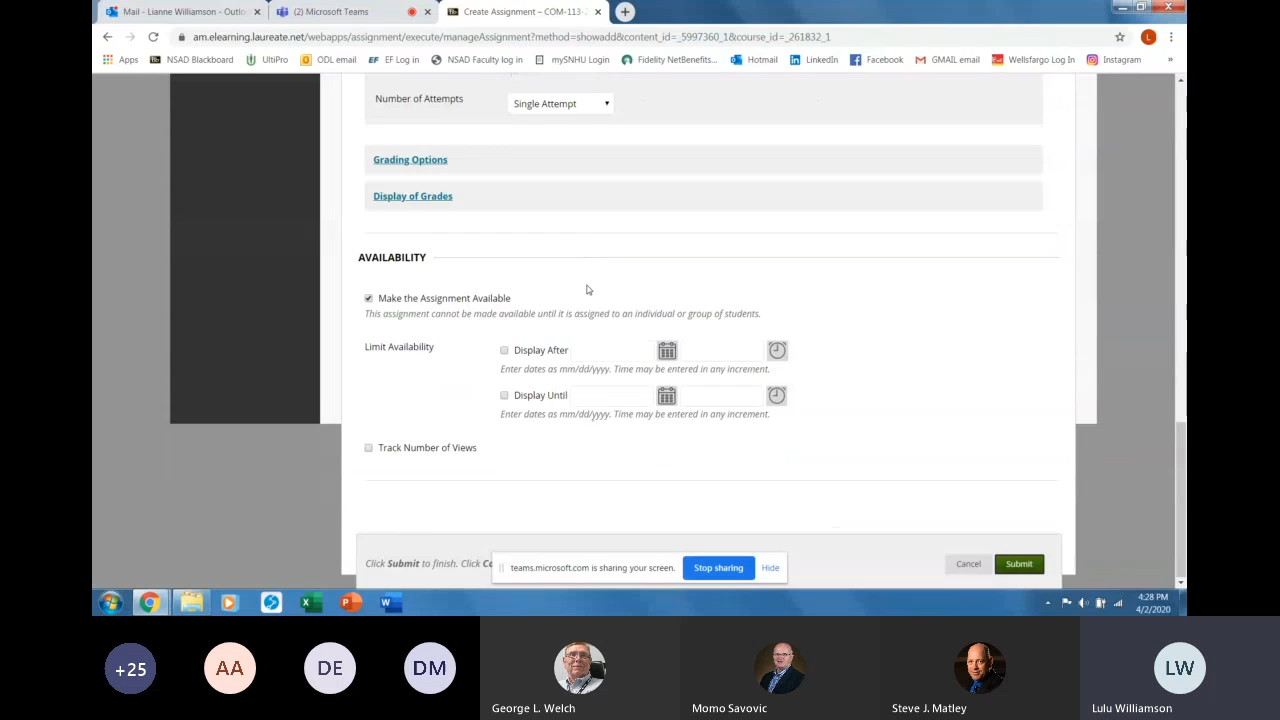 Mail - Lianne Williamson - Outlo
(2) Microsoft Teams
Create Assignment – COM-113-
am.elearning.laureate.net/webapps/assignment/execute/manageAssignment?method=showadd&content_id=_5997360_1&course_id=_261832_1
L
Apps
NSAD Blackboard
UltiPro
ODL email
EF Log in
NSAD Faculty log in
mySNHU Login
Fidelity NetBenefits...
Hotmail
LinkedIn
Facebook
GMAIL email
Wellsfargo Log In
Instagram
»
Number of Attempts
Single Attempt
Grading Options
Display of Grades
AVAILABILITY
Make the Assignment Available
This assignment cannot be made available until it is assigned to an individual or group of students.
Limit Availability
Display After
Enter dates as mm/dd/yyyy. Time may be entered in any increment.
Display Until
Enter dates as mm/dd/yyyy. Time may be entered in any increment.
Track Number of Views
Click Submit to finish. Click Ca
teams.microsoft.com is sharing your screen.
Stop sharing
Hide
Cancel
Submit
4:28 PM
4/2/2020
+25
AA
DE
DM
LW
George L. Welch
Momo Savovic
Steve J. Matley
Lulu Williamson